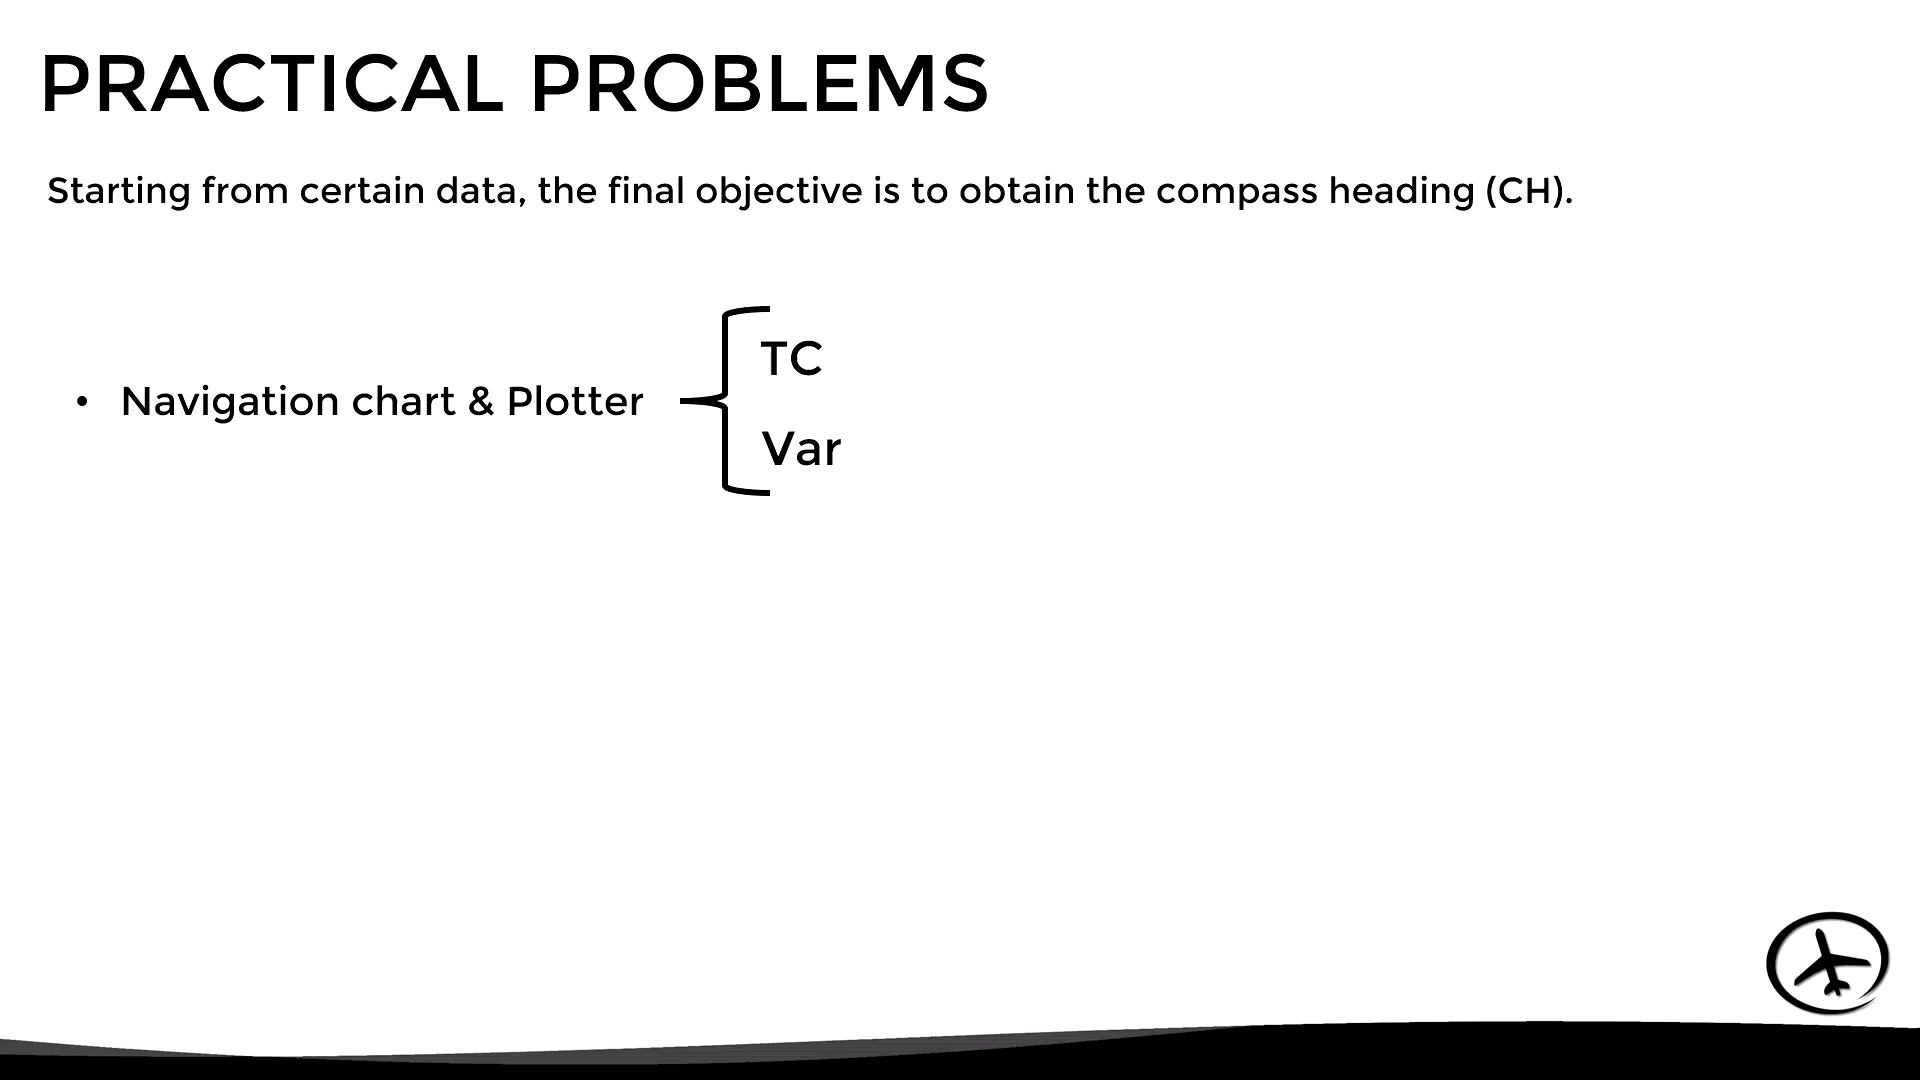 PRACTICAL PROBLEMS
Starting from certain data, the final objective is to obtain the compass heading (CH).
• Navigation chart & Plotter
TC
Var